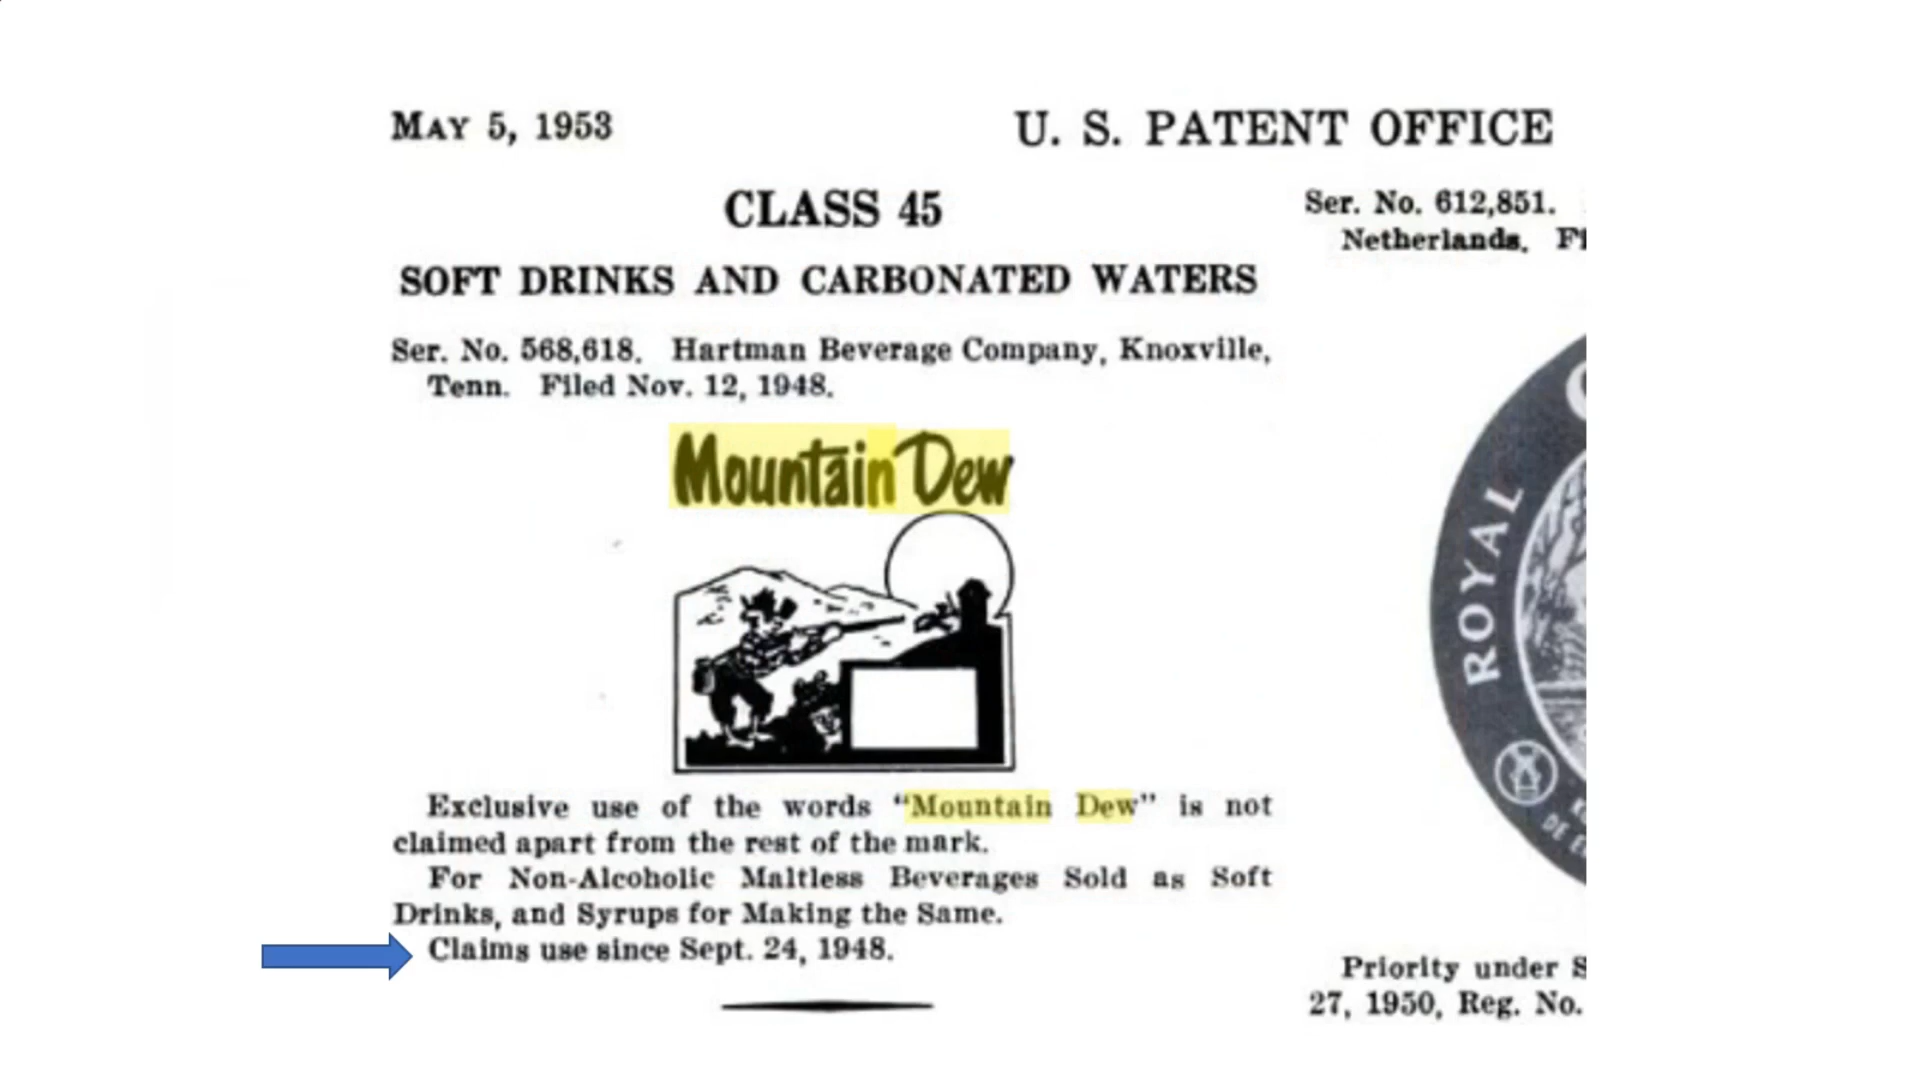 MAY 5, 1953
U. S. PATENT OFFICE
CLASS 45
SOFT DRINKS AND CARBONATED WATERS
Ser. No. 568,618. Hartman Beverage Company, Knoxville,
Tenn. Filed Nov. 12, 1948.
Mountain Dew
Exclusive use of the words “Mountain Dew” is not
claimed apart from the rest of the mark.
For Non-Alcoholic Maltless Beverages Sold as Soft
Drinks, and Syrups for Making the Same.
Claims use since Sept. 24, 1948.
Ser. No. 612,851.
Netherlands.
ROYAL
DE
Priority under
27, 1950, Reg. No.